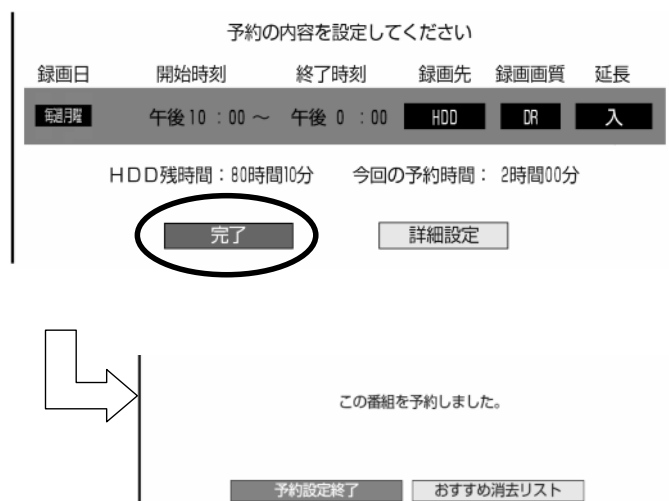 予約の内容を設定してください
録画日 開始時刻 終了時刻 録画先 録画画質 延長
毎週月曜 午後10:00～ 午後 0:00 HDD DR 入
HDD残時間:80時間10分 今回の予約時間: 2時間00分
完了 詳細設定
この番組を予約しました。
予約設定終了 おすすめ消去リスト